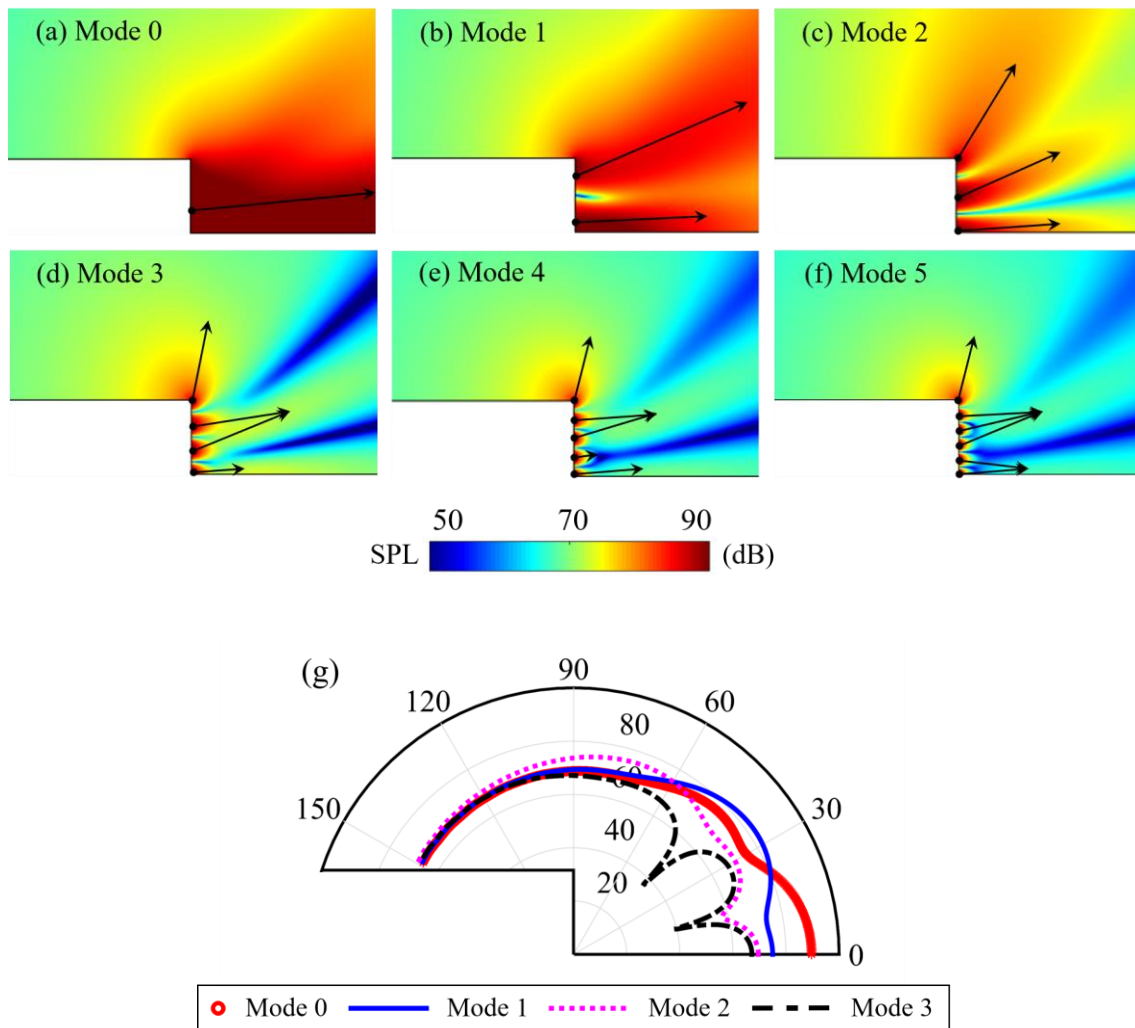 (a) Mode 0
(b) Mode 1
(c) Mode 2
(d) Mode 3
(e) Mode 4
(f) Mode 5
50 70 90
SPL (dB)
(g)
90
120 60
80
150 60 30
40
20
0
Mode 0 Mode 1 Mode 2 Mode 3